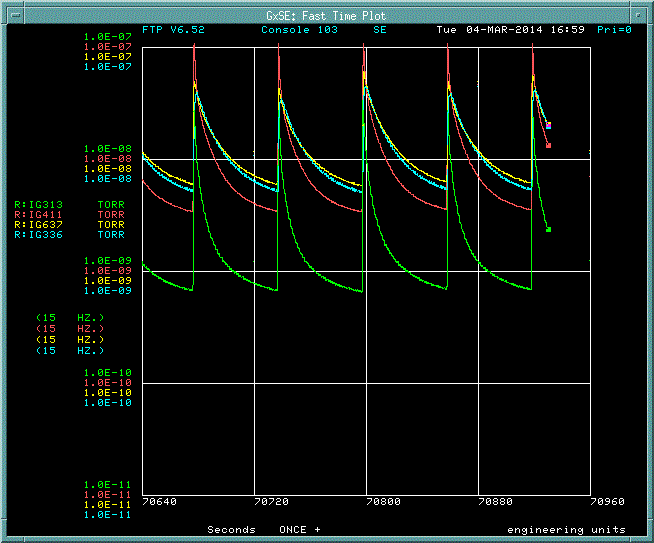 GxSE: Fast Time Plot
FTP V6.52 Console 103 SE Tue 04-MAR-2014 16:59 Pri=0
1.0E-07
1.0E-07
1.0E-07
1.0E-07
1.0E-08
1.0E-08
1.0E-08
1.0E-08
R:IG313 TORR
R:IG411 TORR
R:IG637 TORR
R:IG336 TORR
1.0E-09
1.0E-09
1.0E-09
1.0E-09
(15 HZ.)
(15 HZ.)
(15 HZ.)
(15 HZ.)
1.0E-10
1.0E-10
1.0E-10
1.0E-10
1.0E-11
1.0E-11
1.0E-11
1.0E-11
70640 70720 70800 70880 70960
Seconds ONCE + engineering units